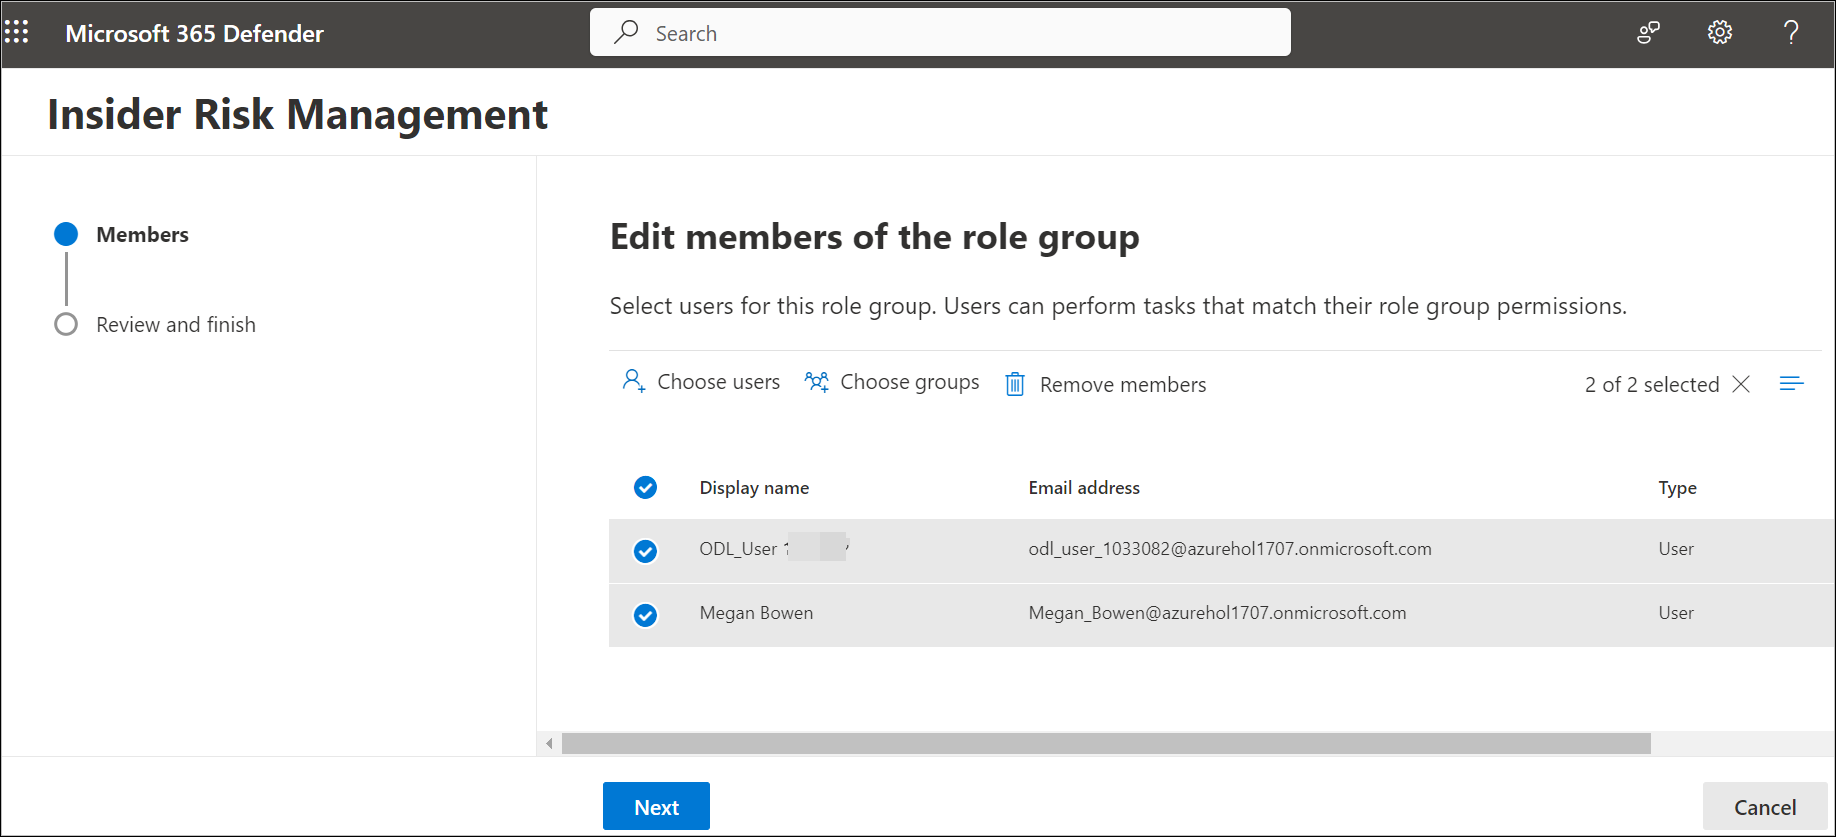 Microsoft 365 Defender
Search
Insider Risk Management
Members
Review and finish
Edit members of the role group
Select users for this role group. Users can perform tasks that match their role group permissions.
Choose users Choose groups Remove members 2 of 2 selected
Display name Email address Type
ODL_User odl_user_1033082@azurehol1707.onmicrosoft.com User
Megan Bowen Megan_Bowen@azurehol1707.onmicrosoft.com User
Next Cancel